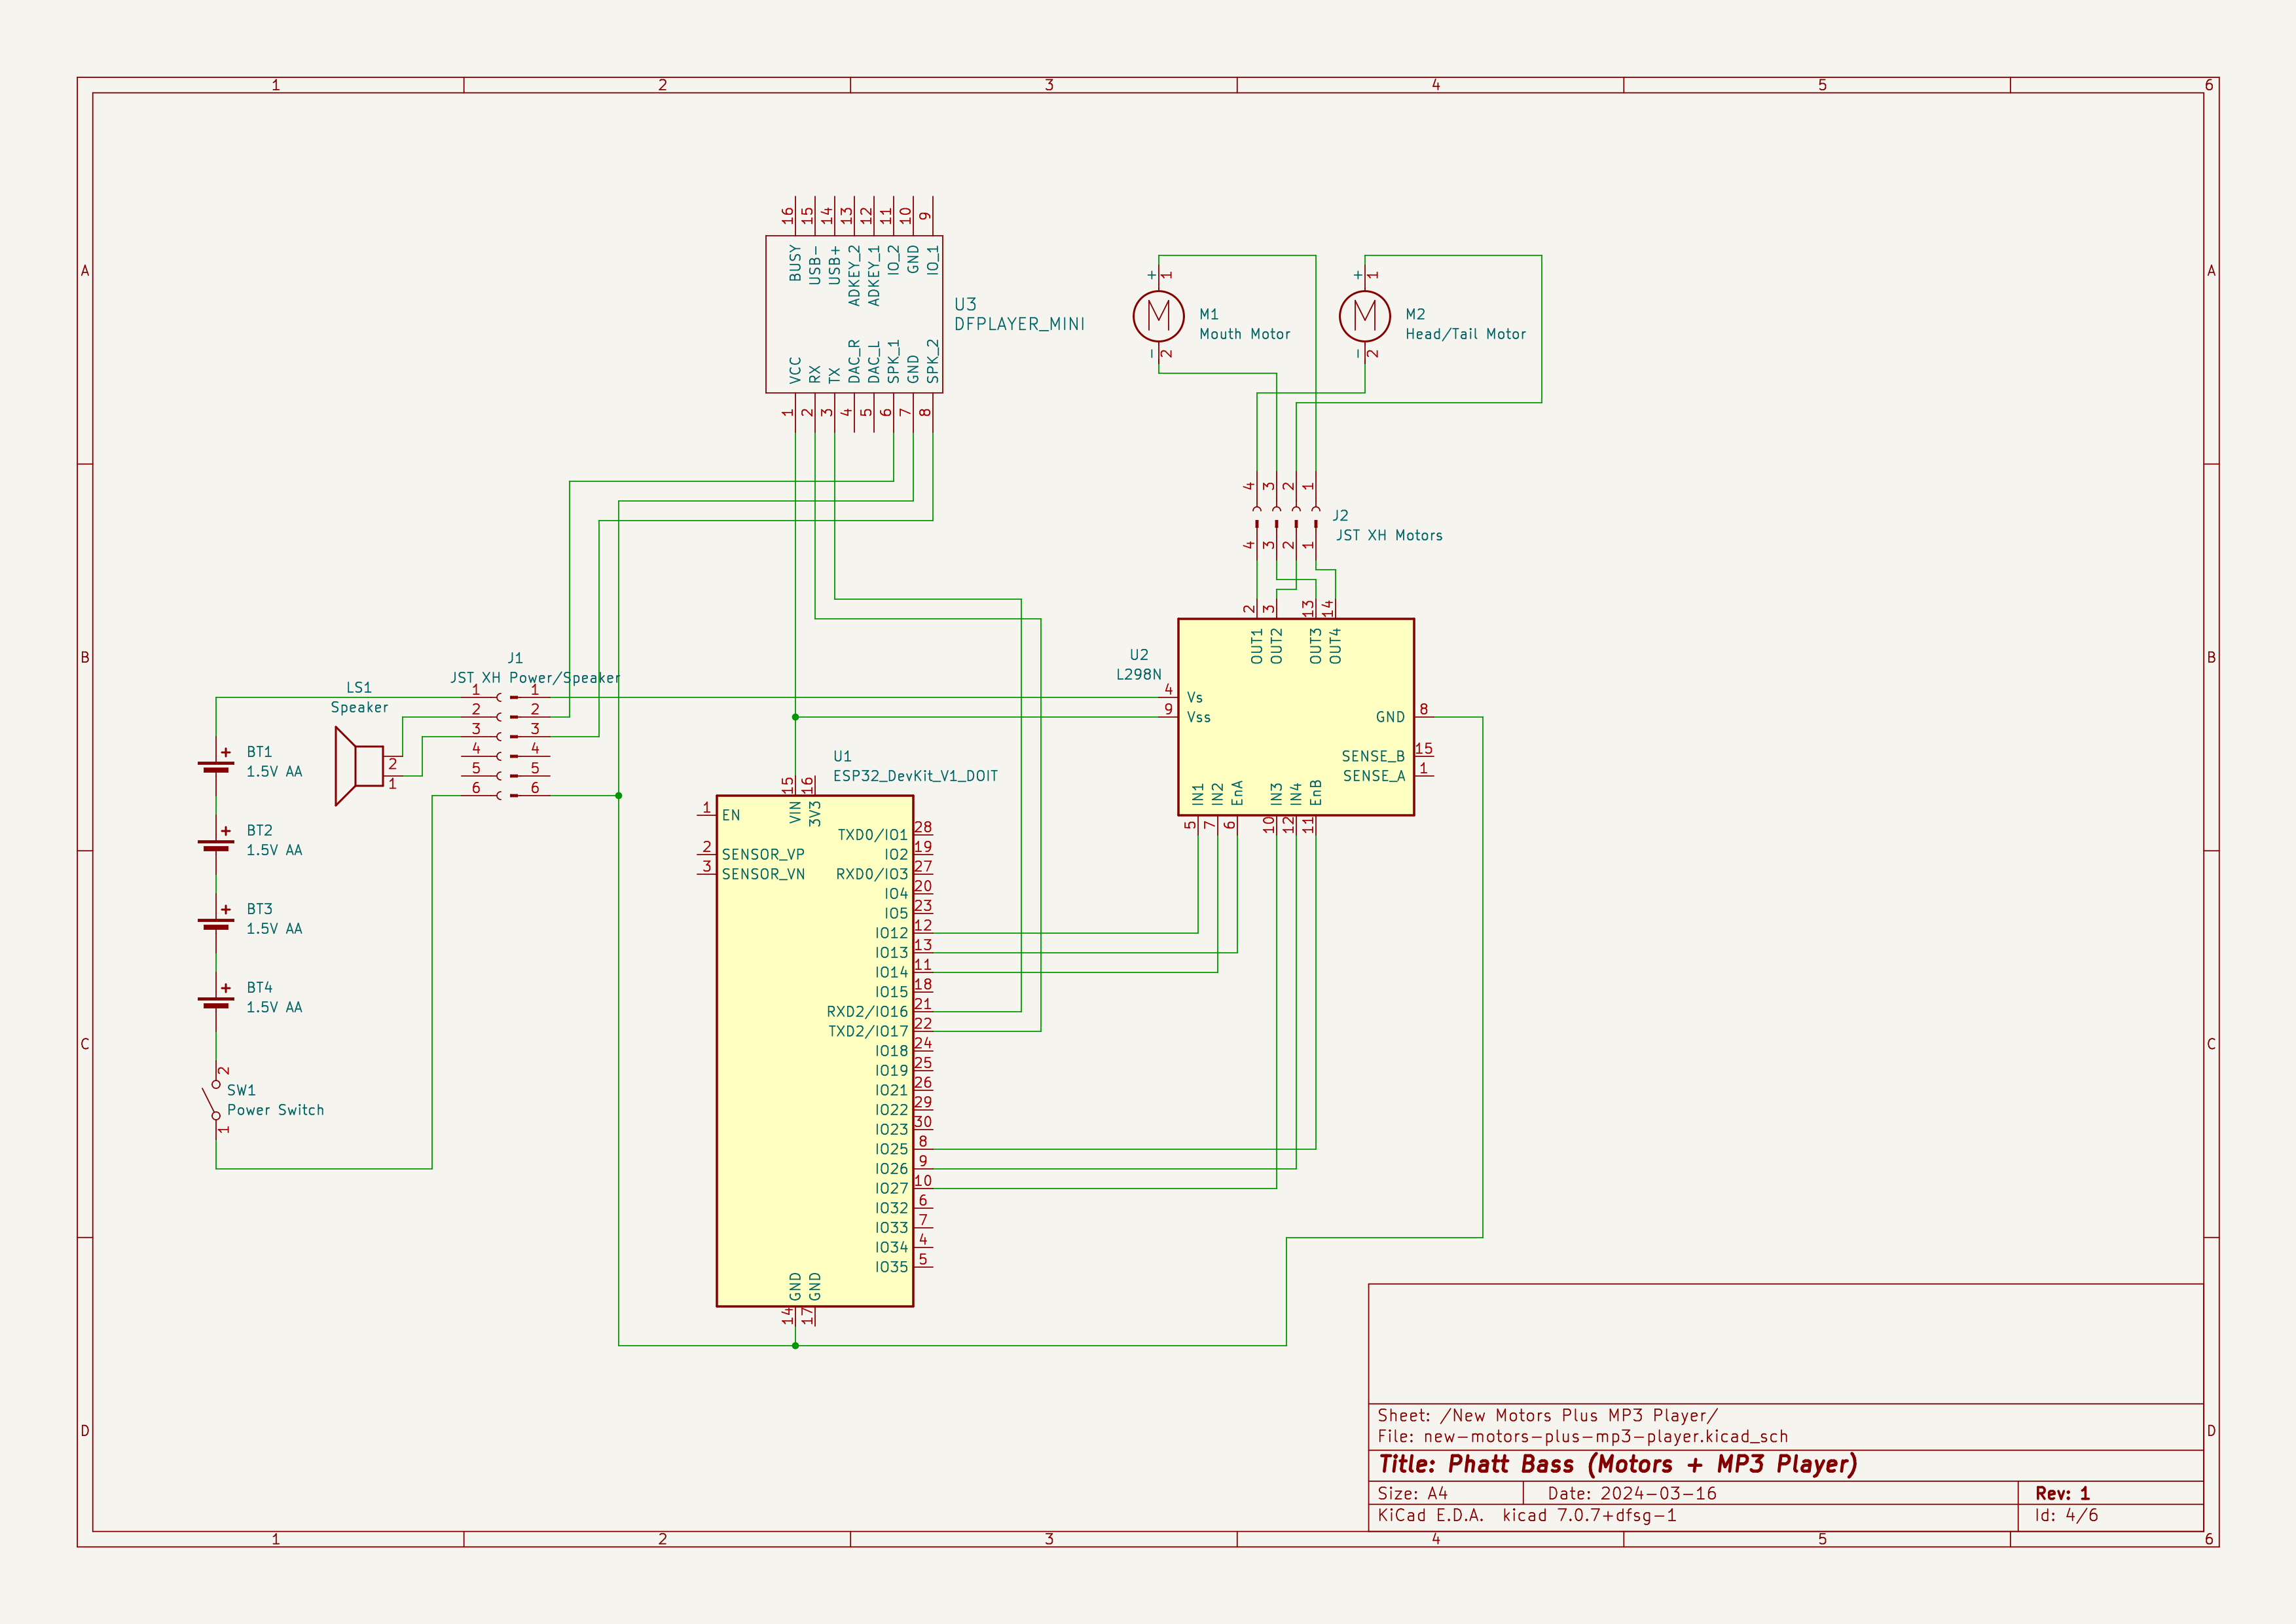 1 2 3 4 5 6
A A
16 15 14 13 12 11 10 9
BUSY USB- USB+ ADKEY_2 ADKEY_1 IO_2 GND IO_1
U3
DFPLAYER_MINI
VCC RX TX DAC_R DAC_L SPK_1 GND SPK_2
1 2 3 4 5 6 7 8
+ 1
M
M1
Mouth Motor
- 2
+ 1
M
M2
Head/Tail Motor
- 2
4 3 2 1
J2
JST XH Motors
4 3 2 1
B B
2 3 13 14
OUT1 OUT2 OUT3 OUT4
U2
L298N
4 Vs
9 Vss
GND 8
SENSE_B 15
SENSE_A 1
IN1 IN2 EnA IN3 IN4 EnB
5 7 6 10 12 11
J1
JST XH Power/Speaker
1 1
2 2
3 3
4 4
5 5
6 6
LS1
Speaker
2
1
+ BT1
1.5V AA
+ BT2
1.5V AA
+ BT3
1.5V AA
+ BT4
1.5V AA
2
SW1
Power Switch
1
U1
ESP32_DevKit_V1_DOIT
15 16
VIN 3V3
1 EN
2 SENSOR_VP
3 SENSOR_VN
TXD0/IO1 28
IO2 19
RXD0/IO3 27
IO4 20
IO5 23
IO12 12
IO13 13
IO14 11
IO15 18
RXD2/IO16 21
TXD2/IO17 22
IO18 24
IO19 25
IO21 26
IO22 29
IO23 30
IO25 8
IO26 9
IO27 10
IO32 6
IO33 7
IO34 4
IO35 5
GND GND
14 17
C C
D D
Sheet: /New Motors Plus MP3 Player/
File: new-motors-plus-mp3-player.kicad_sch
Title: Phatt Bass (Motors + MP3 Player)
Size: A4 Date: 2024-03-16 Rev: 1
KiCad E.D.A. kicad 7.0.7+dfsg-1 Id: 4/6
1 2 3 4 5 6